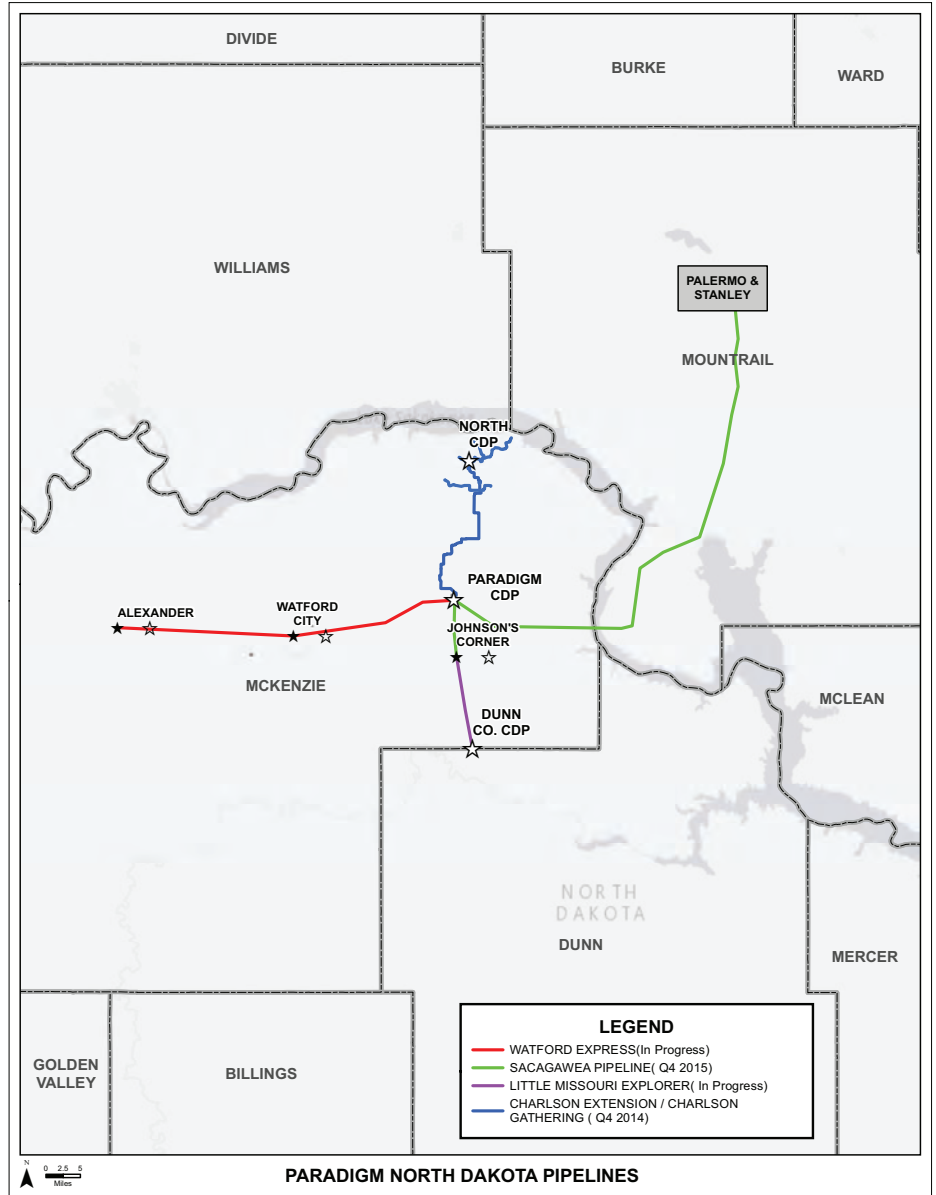 DIVIDE
BURKE
WARD
WILLIAMS
PALERMO &
STANLEY
MOUNTRAIL
NORTH
CDP
PARADIGM
CDP
ALEXANDER
WATFORD
CITY
JOHNSON'S
CORNER
MCKENZIE
MCLEAN
DUNN
CO. CDP
NORTH
DAKOTA
DUNN
MERCER
GOLDEN
VALLEY
BILLINGS
LEGEND
WATFORD EXPRESS(In Progress)
SACAGAWEA PIPELINE( Q4 2015)
LITTLE MISSOURI EXPLORER( In Progress)
CHARLSON EXTENSION / CHARLSON
GATHERING ( Q4 2014)
N
0 2.5 5
Miles
PARADIGM NORTH DAKOTA PIPELINES